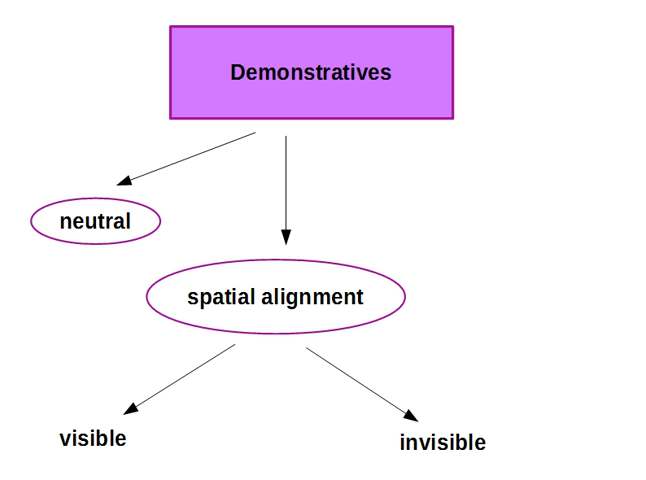 Demonstratives
neutral
spatial alignment
visible
invisible